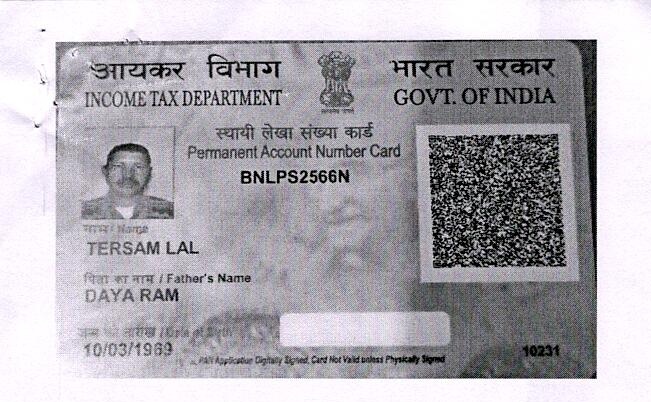 आयकर विभाग
INCOME TAX DEPARTMENT
भारत सरकार
GOVT. OF INDIA
स्थायी लेखा संख्या कार्ड
Permanent Account Number Card
BNLPS2566N
नाम / Name
TERSAM LAL
पिता का नाम / Father's Name
DAYA RAM
जन्म की तारीख / Date of Birth
10/03/1969
PAN Application Digitally Signed, Card Not Valid unless Physically Signed
10231